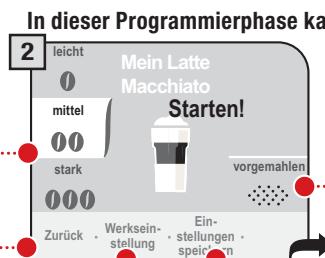 In dieser Programmierphase ka
2
leicht
Mein Latte
Macchiato
mittel
Starten!
stark
vorgemahlen
Zurück · Werksein-
stellung · Ein-
stellungen ·
speichern